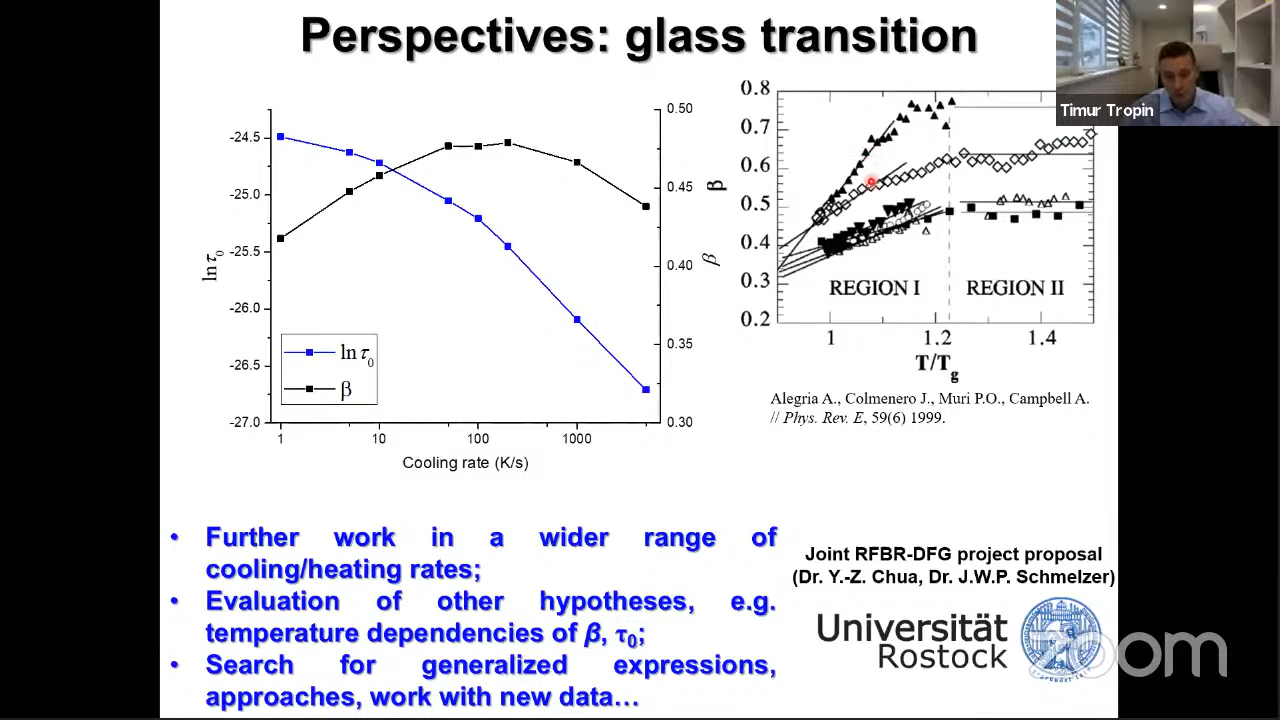 Perspectives: glass transition
Timur Tropin
-24.5
-25.0
-25.5
-26.0
-26.5
-27.0
ln τ0
0.50
0.45
0.40
0.35
0.30
β
ln τ0
β
1
10
100
1000
Cooling rate (K/s)
0.8
0.7
0.6
0.5
0.4
0.3
0.2
β
REGION I
REGION II
1
1.2
1.4
T/Tg
Alegria A., Colmenero J., Muri P.O., Campbell A.
// Phys. Rev. E, 59(6) 1999.
• Further work in a wider range of
cooling/heating rates;
• Evaluation of other hypotheses, e.g.
temperature dependencies of β, τ0;
• Search for generalized expressions,
approaches, work with new data…
Joint RFBR-DFG project proposal
(Dr. Y.-Z. Chua, Dr. J.W.P. Schmelzer)
Universität
Rostock
zoom